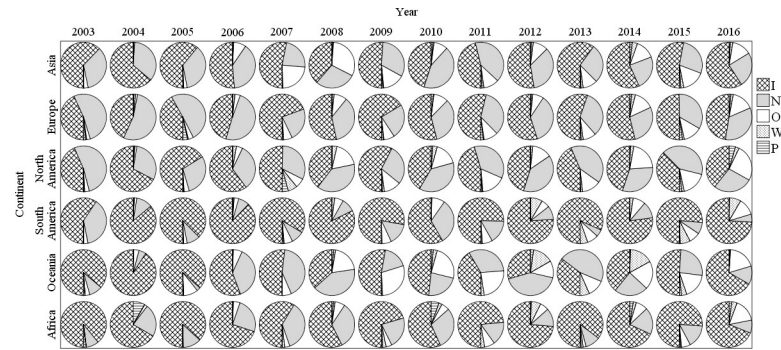 Year
2003 2004 2005 2006 2007 2008 2009 2010 2011 2012 2013 2014 2015 2016
Continent
Asia
Europe
North
America
South
America
Oceania
Africa
I
N
O
W
P